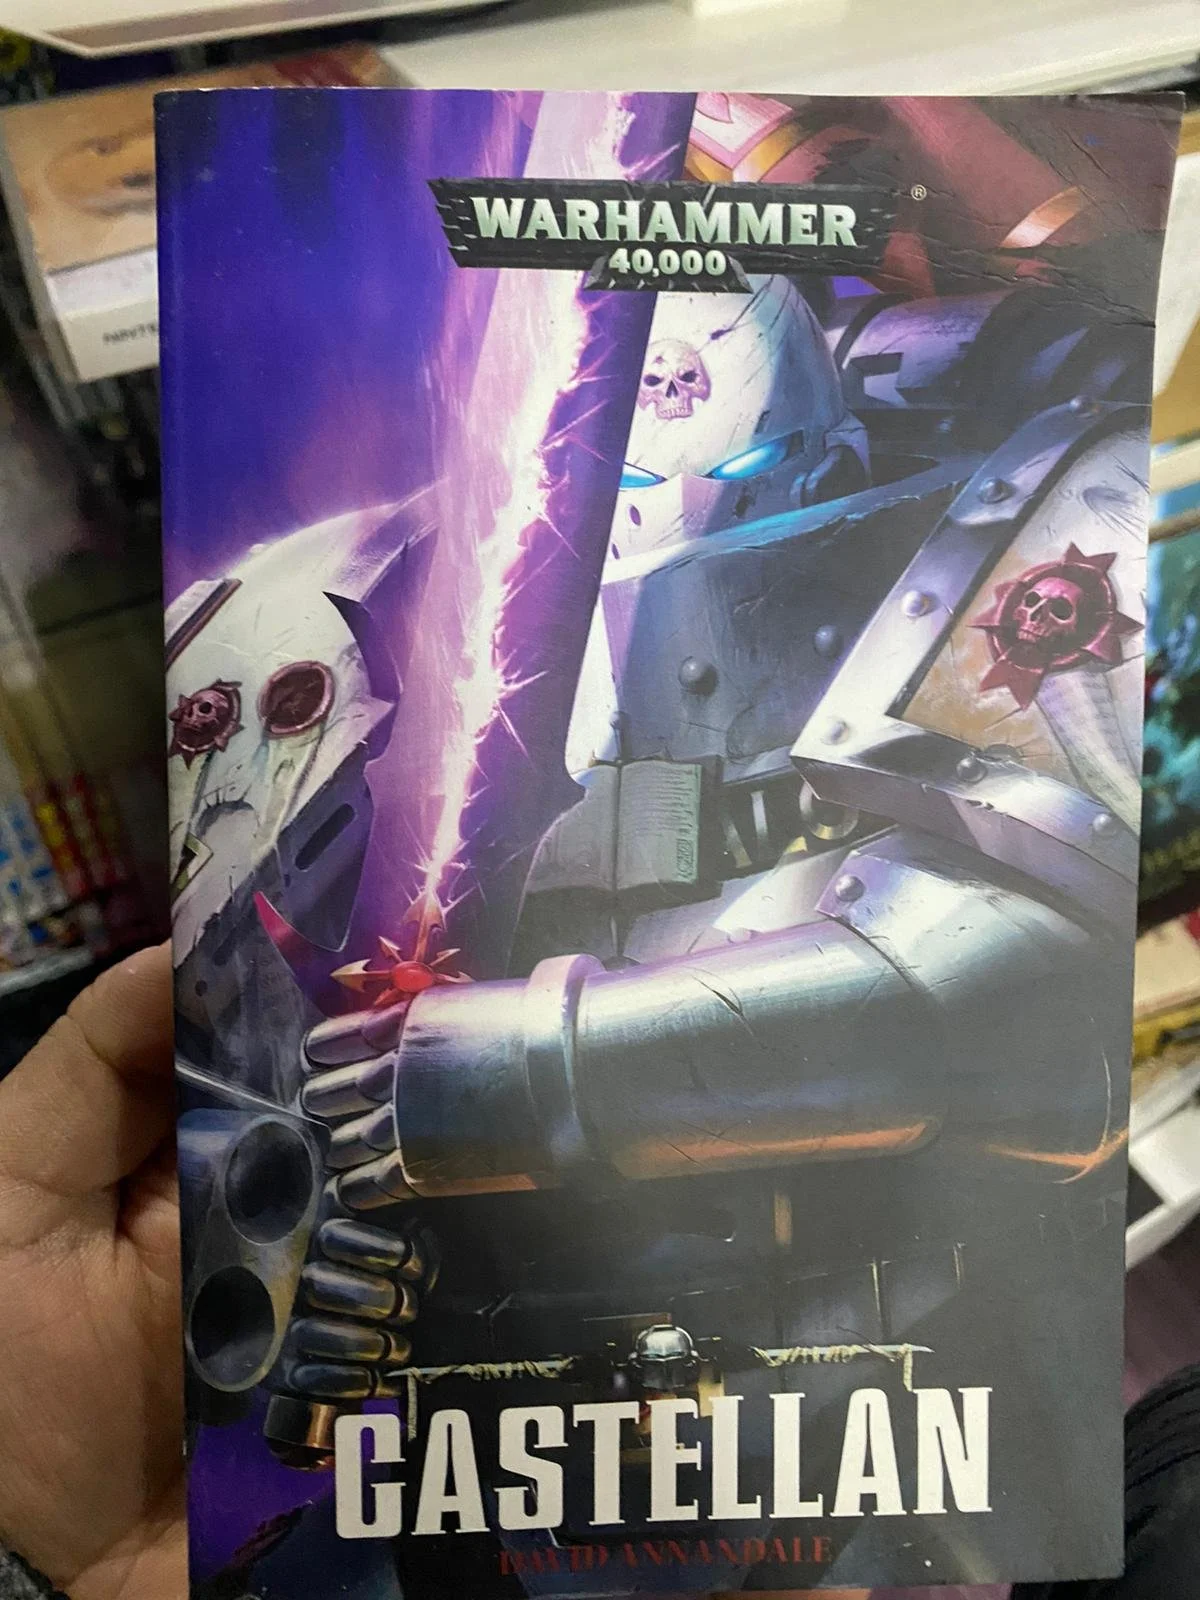 WARHAMMER®
40,000
CASTELLAN
DAVID ANNANDALE